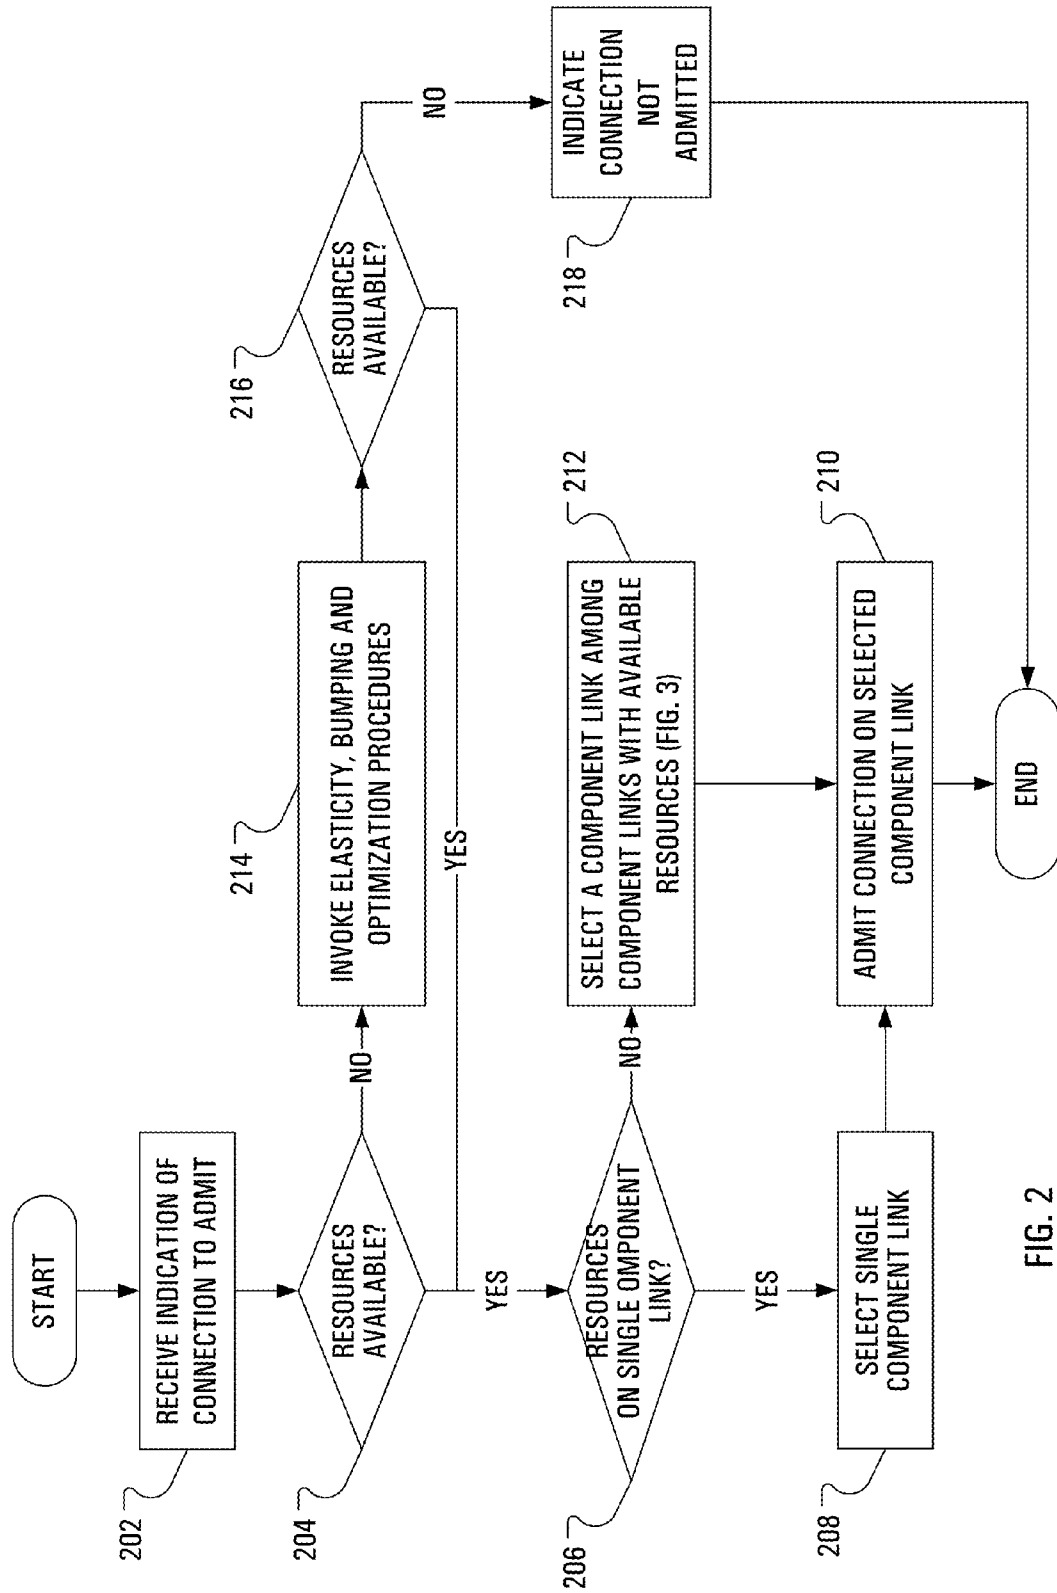 START
202
RECEIVE INDICATION OF
CONNECTION TO ADMIT
204
RESOURCES
AVAILABLE?
NO
214
INVOKE ELASTICITY, BUMPING AND
OPTIMIZATION PROCEDURES
216
RESOURCES
AVAILABLE?
NO
YES
218
INDICATE
CONNECTION
NOT
ADMITTED
YES
206
RESOURCES
ON SINGLE OMPONENT
LINK?
NO
212
SELECT A COMPONENT LINK AMONG
COMPONENT LINKS WITH AVAILABLE
RESOURCES (FIG. 3)
YES
208
SELECT SINGLE
COMPONENT LINK
210
ADMIT CONNECTION ON SELECTED
COMPONENT LINK
END
FIG. 2